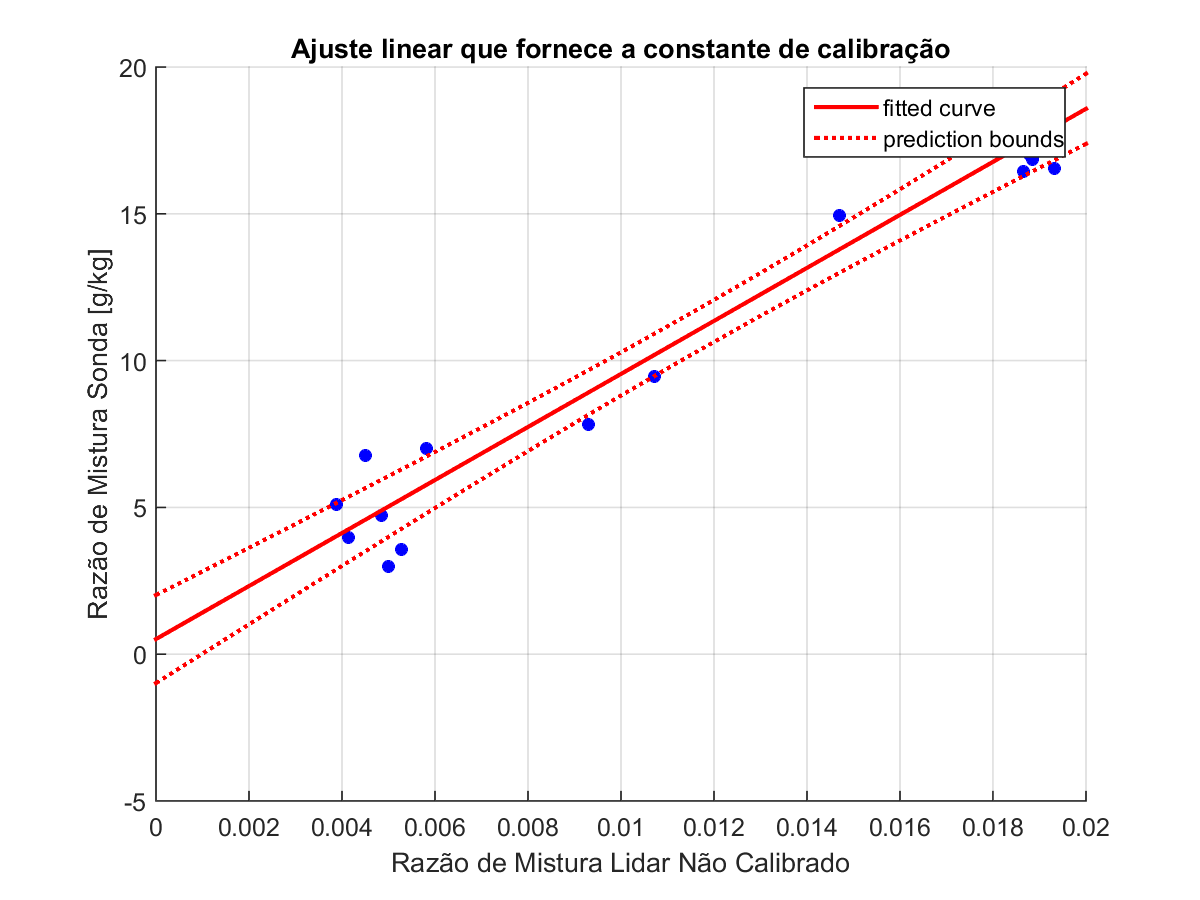 Ajuste linear que fornece a constante de calibração
20
15
10
5
0
-5
Razão de Mistura Sonda [g/kg]
fitted curve
prediction bounds
0 0.002 0.004 0.006 0.008 0.01 0.012 0.014 0.016 0.018 0.02
Razão de Mistura Lidar Não Calibrado